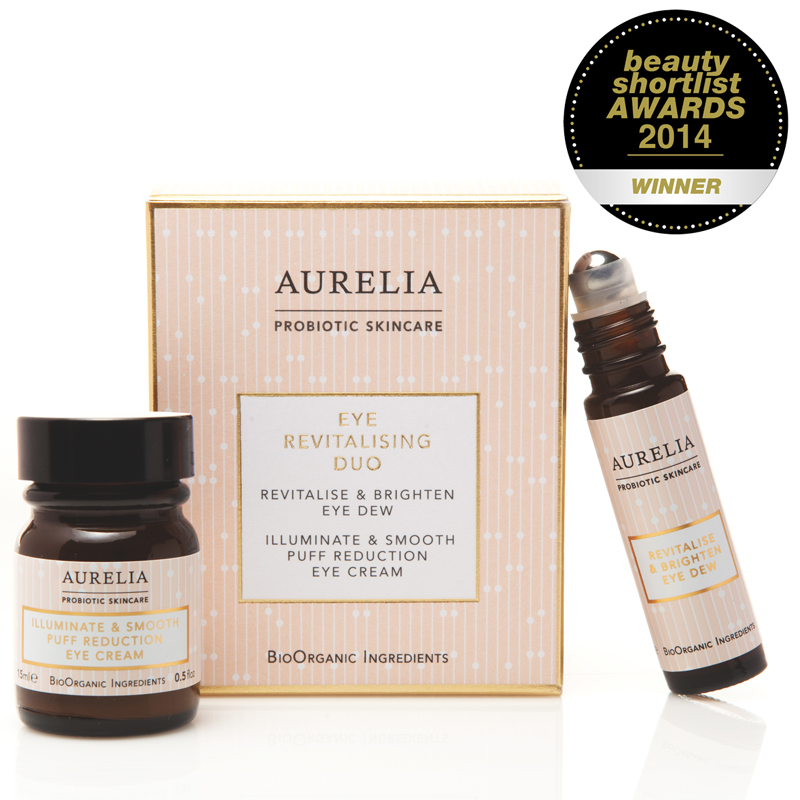 beauty
shortlist
AWARDS
2014
WINNER
AURELIA
PROBIOTIC SKINCARE
EYE
REVITALISING
DUO
REVITALISE & BRIGHTEN
EYE DEW
ILLUMINATE & SMOOTH
PUFF REDUCTION
EYE CREAM
BIOORGANIC INGREDIENTS
AURELIA
PROBIOTIC SKINCARE
ILLUMINATE & SMOOTH
PUFF REDUCTION
EYE CREAM
15ml℮ BIOORGANIC INGREDIENTS 0.5 fl oz
AURELIA
PROBIOTIC SKINCARE
REVITALISE
& BRIGHTEN
EYE DEW
BIOORGANIC INGREDIENTS